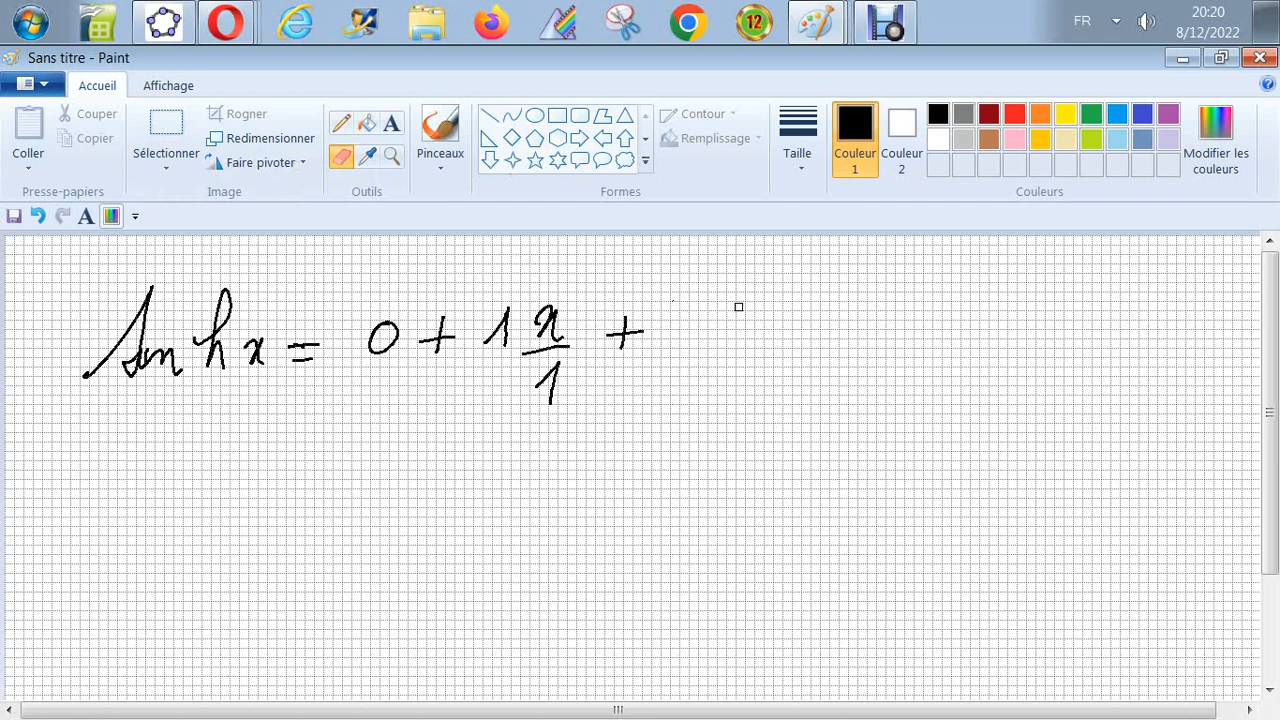 12
FR
20:20
8/12/2022
Sans titre - Paint
Accueil
Affichage
Coller
Couper
Copier
Presse-papiers
Sélectionner
Rogner
Redimensionner
Faire pivoter
Image
A
Outils
Pinceaux
Contour
Remplissage
Formes
Taille
Couleur 1
Couleur 2
Modifier les couleurs
Couleurs
A
sin h x = 0 + 1 x/1 +